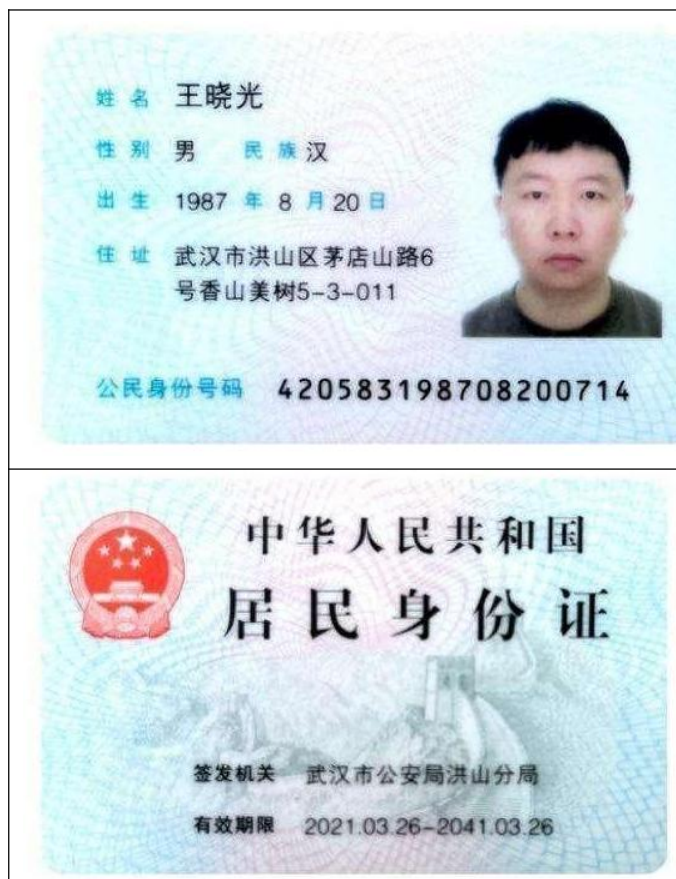 姓名 王晓光
性别 男 民族 汉
出生 1987 年 8 月 20 日
住址 武汉市洪山区茅店山路6
号香山美树5-3-011
公民身份号码 420583198708200714
中华人民共和国
居民身份证
签发机关 武汉市公安局洪山分局
有效期限 2021.03.26-2041.03.26